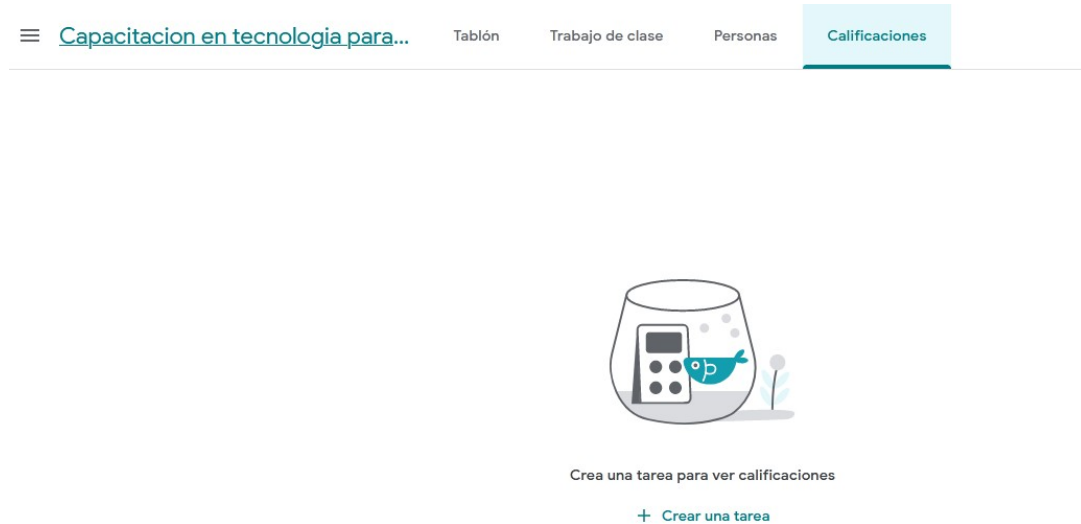 Capacitacion en tecnologia para...
Tablón
Trabajo de clase
Personas
Calificaciones
Crea una tarea para ver calificaciones
+ Crear una tarea